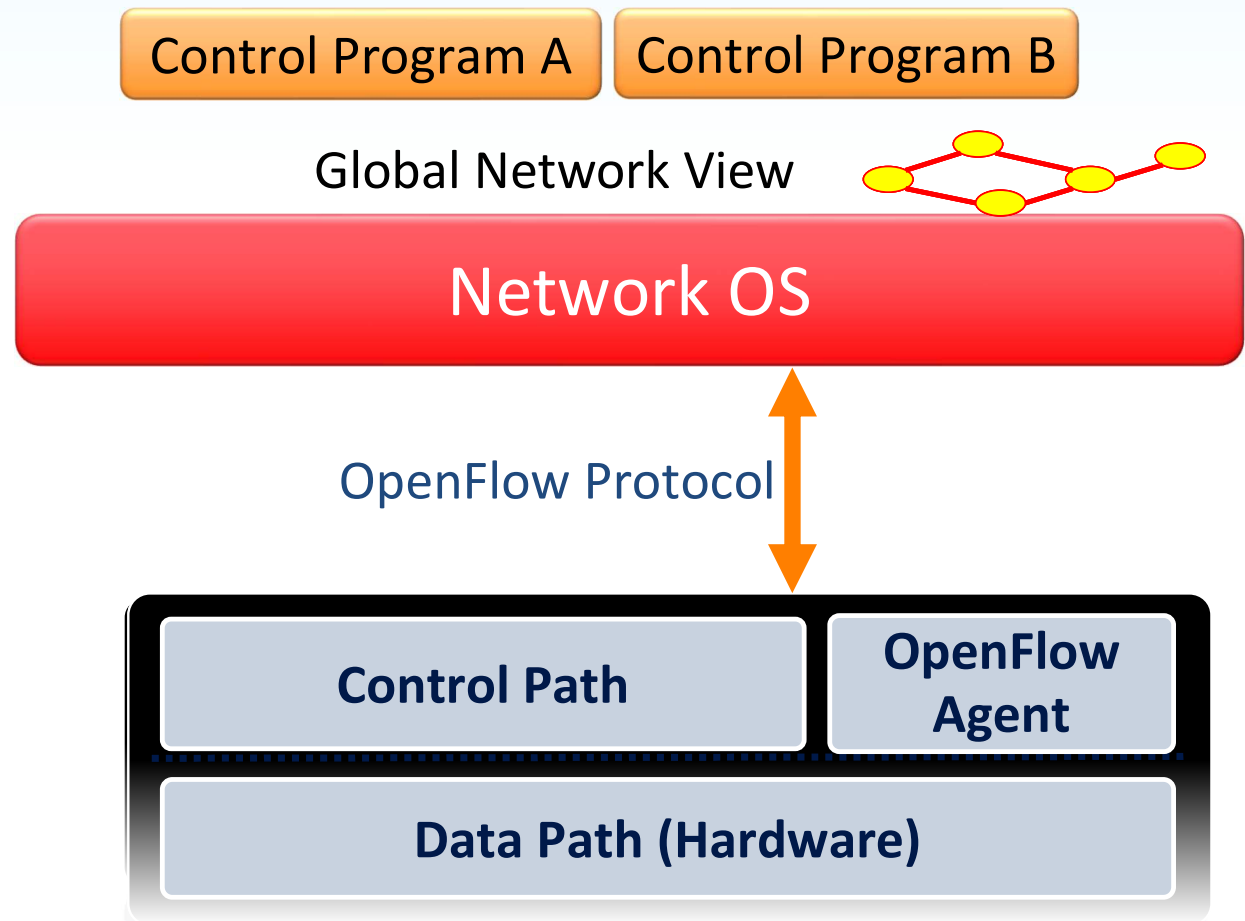 Control Program A
Control Program B
Global Network View
Network OS
OpenFlow Protocol
Control Path
OpenFlow
Agent
Data Path (Hardware)